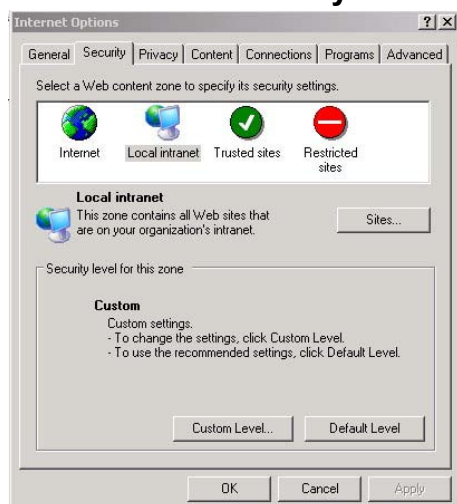 Internet Options
General Security Privacy Content Connections Programs Advanced
Select a Web content zone to specify its security settings.
Internet Local intranet Trusted sites Restricted sites
Local intranet
This zone contains all Web sites that
are on your organization's intranet.
Sites...
Security level for this zone
Custom
Custom settings.
- To change the settings, click Custom Level.
- To use the recommended settings, click Default Level.
Custom Level... Default Level
OK Cancel Apply